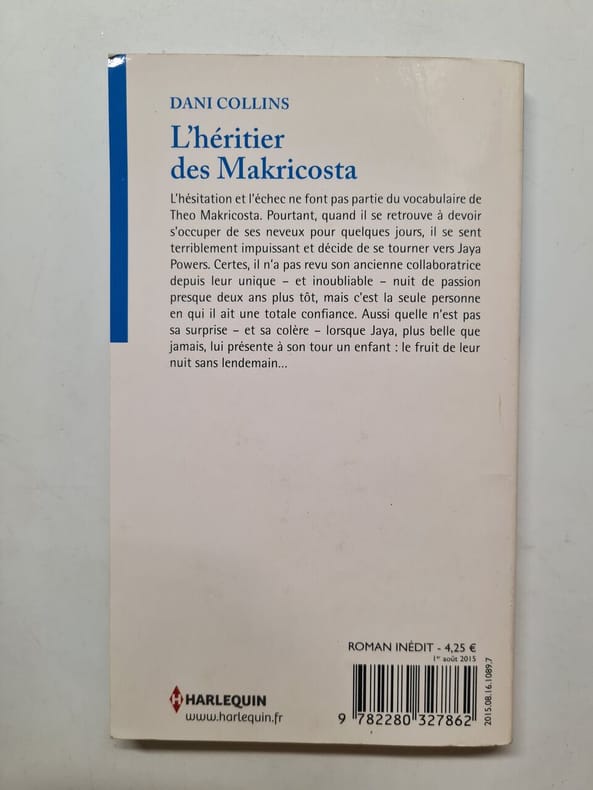 DANI COLLINS
L'héritier
des Makricosta
L'hésitation et l'échec ne font pas partie du vocabulaire de
Theo Makricosta. Pourtant, quand il se retrouve à devoir
s'occuper de ses neveux pour quelques jours, il se sent
terriblement impuissant et décide de se tourner vers Jaya
Powers. Certes, il n'a pas revu son ancienne collaboratrice
depuis leur unique – et inoubliable – nuit de passion
presque deux ans plus tôt, mais c'est la seule personne
en qui il ait une totale confiance. Aussi quelle n'est pas
sa surprise – et sa colère – lorsque Jaya, plus belle que
jamais, lui présente à son tour un enfant : le fruit de leur
nuit sans lendemain...
ROMAN INÉDIT - 4,25 €
1er août 2015
HARLEQUIN
www.harlequin.fr
9 782280 327862
2015.08.16.1089.7